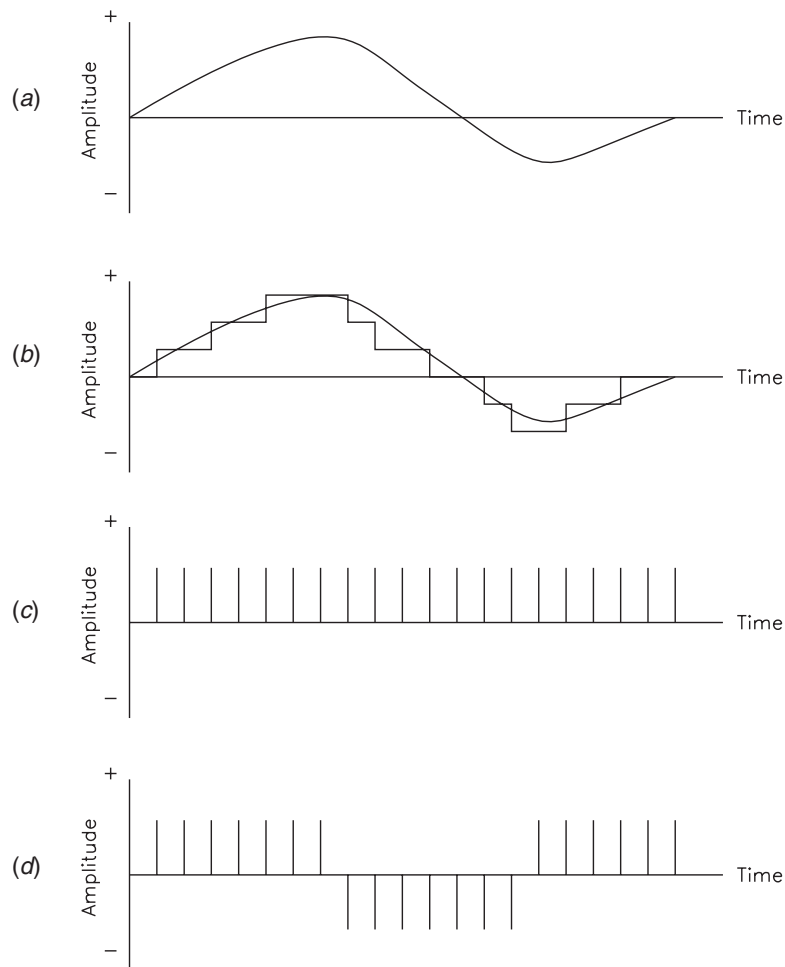 +
(a)
Amplitude
Time
–
+
(b)
Amplitude
Time
–
+
(c)
Amplitude
Time
–
+
(d)
Amplitude
Time
–